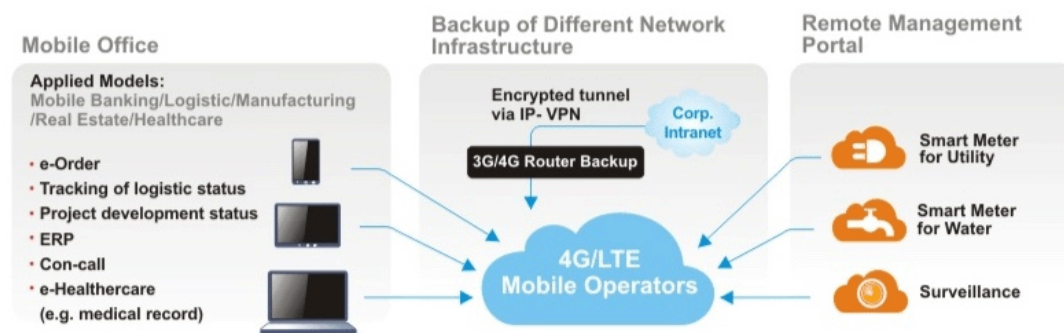 Mobile Office
Applied Models:
Mobile Banking/Logistic/Manufacturing
/Real Estate/Healthcare
• e-Order
• Tracking of logistic status
• Project development status
• ERP
• Con-call
• e-Healthercare
(e.g. medical record)
Backup of Different Network
Infrastructure
Encrypted tunnel
via IP- VPN
Corp.
Intranet
3G/4G Router Backup
4G/LTE
Mobile Operators
Remote Management
Portal
Smart Meter
for Utility
Smart Meter
for Water
Surveillance